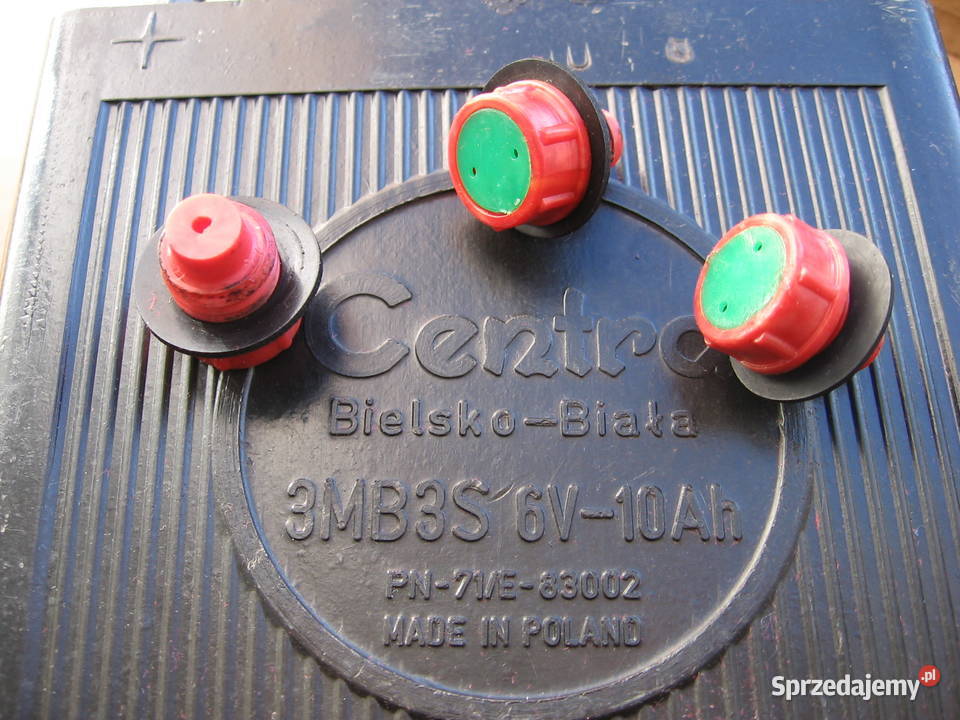 +
Centra
Bielsko-Biała
3MB3S 6V-10Ah
PN-71/E-83002
MADE IN POLAND
Sprzedajemy.pl